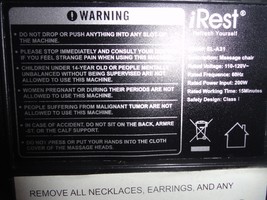 WARNING
DO NOT DROP OR PUSH ANYTHING INTO ANY SLOT
THE MACHINE.
PLEASE STOP IMMEDIATELY AND CONSULT YOUR
IF YOU FEEL STRANGE PAIN WHEN USING THIS MACHINE.
CHILDREN UNDER 14-YEAR OLD OR PEOPLE MENTALLY
UNBALANCED WITHOUT BEING SUPERVISED ARE NOT
ALLOWED TO USE THIS MACHINE.
WOMEN PREGNANT OR DURING THEIR PERIODS ARE NOT
ALLOWED TO USE THIS MACHINE.
PEOPLE SUFFERING FROM MALIGNANT TUMOR ARE NOT
ALLOWED TO USE THIS MACHINE.
IN CASE OF ACCIDENT, DO NOT SIT ON THE BACK, ARMRE
ST, OR THE CALF SUPPORT.
DO NOT PRESS OR PUT YOUR HANDS INTO THE CLOTH
COVER OF THE MASSAGE HEADS.
iRest®
Refresh Yourself
SL-A31
Description: Massage chair
Rated Voltage: 110-120V~
Rated Frequency: 60Hz
Rated Power Input: 200W
Rated Working Time: 15Minutes
Safety Design: Class I
REMOVE ALL NECKLACES, EARRINGS, AND ANY